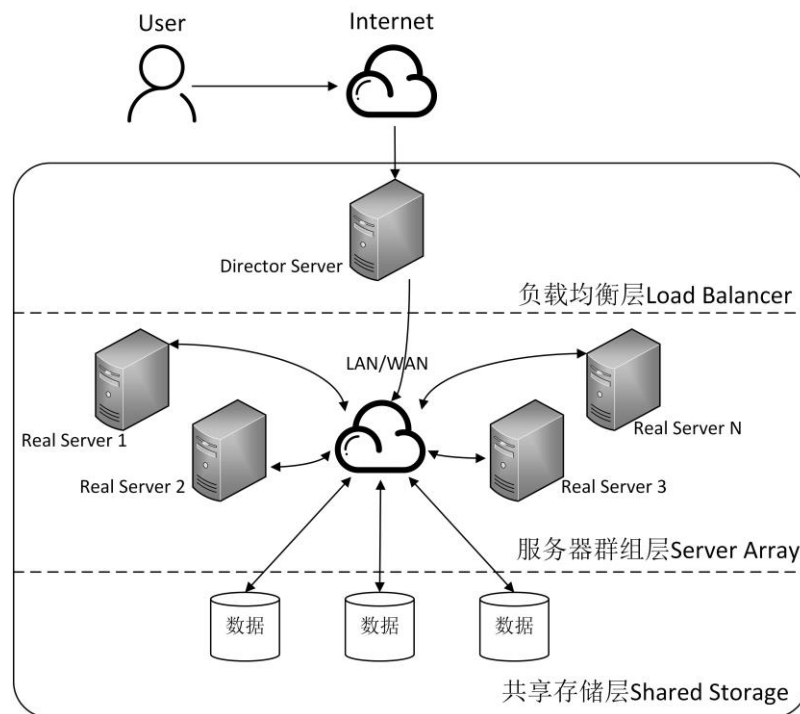 User
Internet
Director Server
负载均衡层Load Balancer
LAN/WAN
Real Server 1
Real Server N
Real Server 2
Real Server 3
服务器群组层Server Array
数据
数据
数据
共享存储层Shared Storage